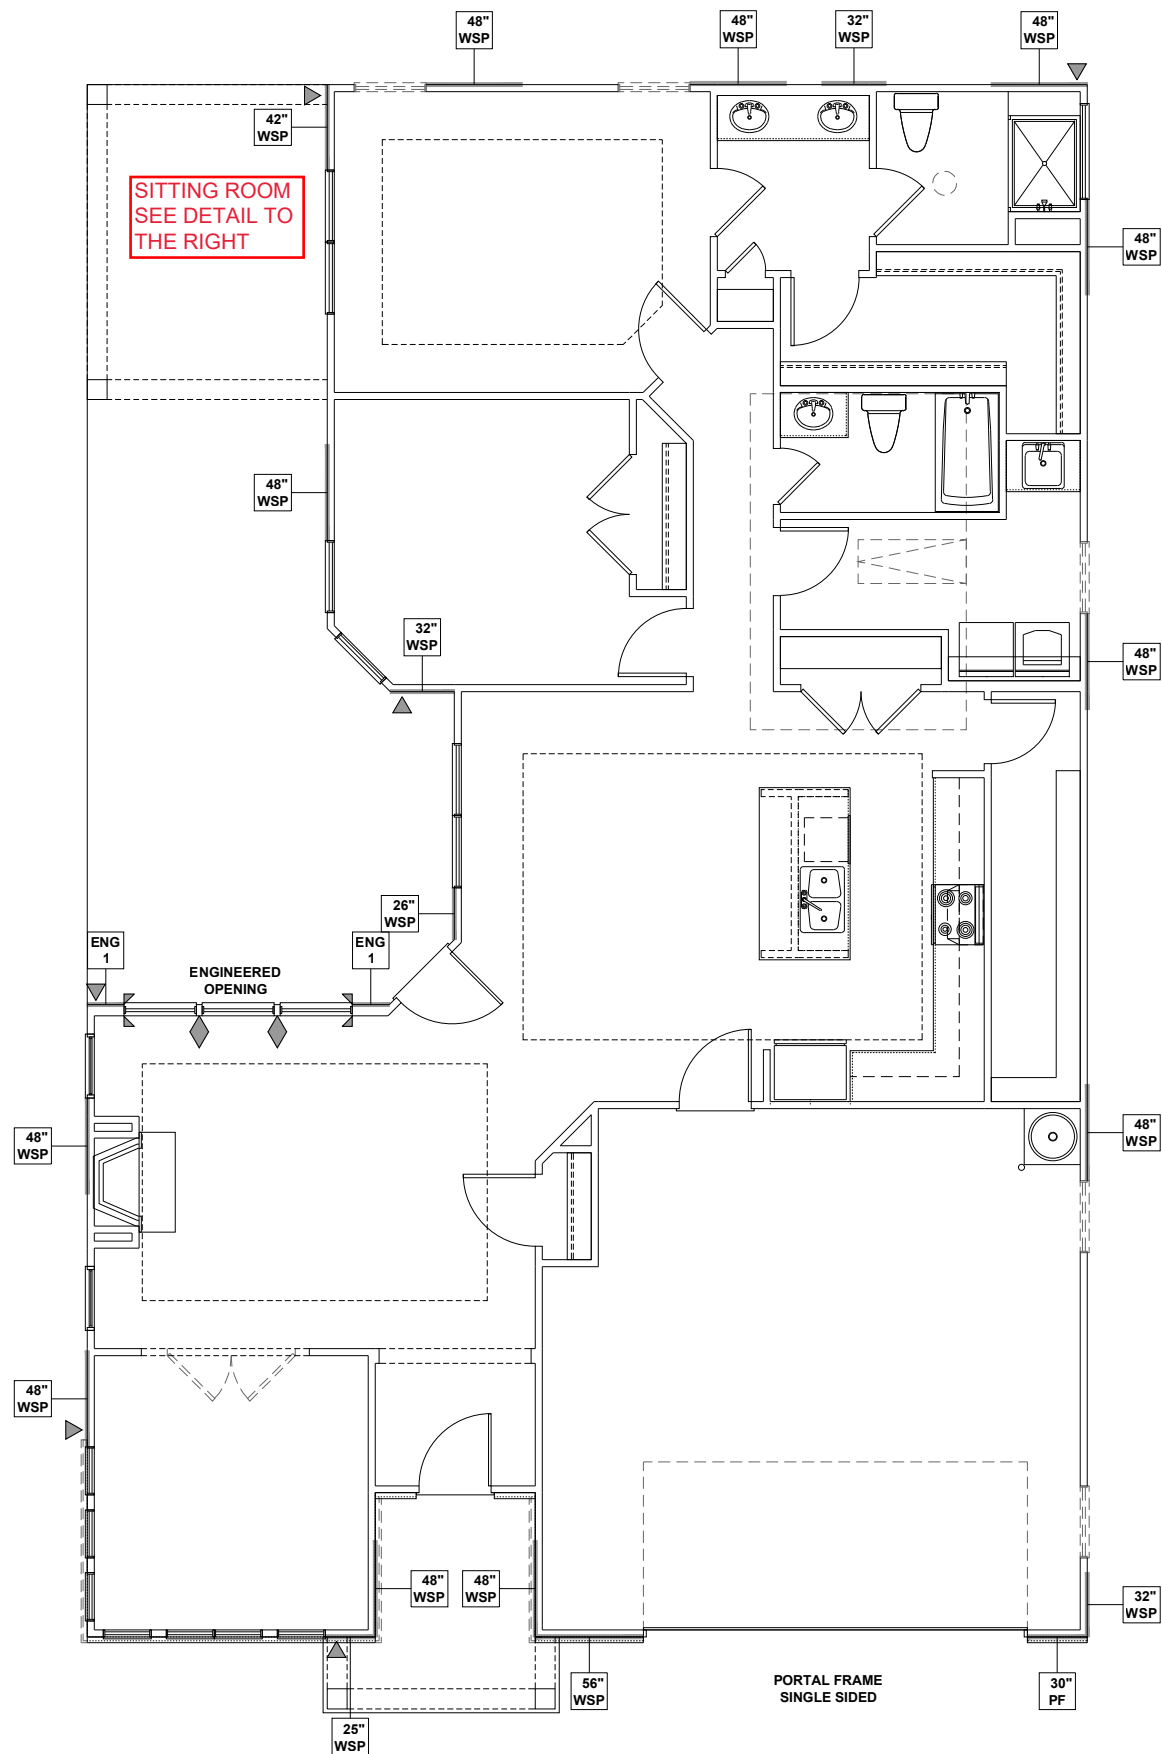 48"
WSP
48"
WSP
32"
WSP
48"
WSP
42"
WSP
SITTING ROOM
SEE DETAIL TO
THE RIGHT
48"
WSP
48"
WSP
32"
WSP
48"
WSP
26"
WSP
ENG
1
ENGINEERED
OPENING
ENG
1
48"
WSP
48"
WSP
48"
WSP
48"
WSP
48"
WSP
32"
WSP
56"
WSP
PORTAL FRAME
SINGLE SIDED
30"
PF
25"
WSP